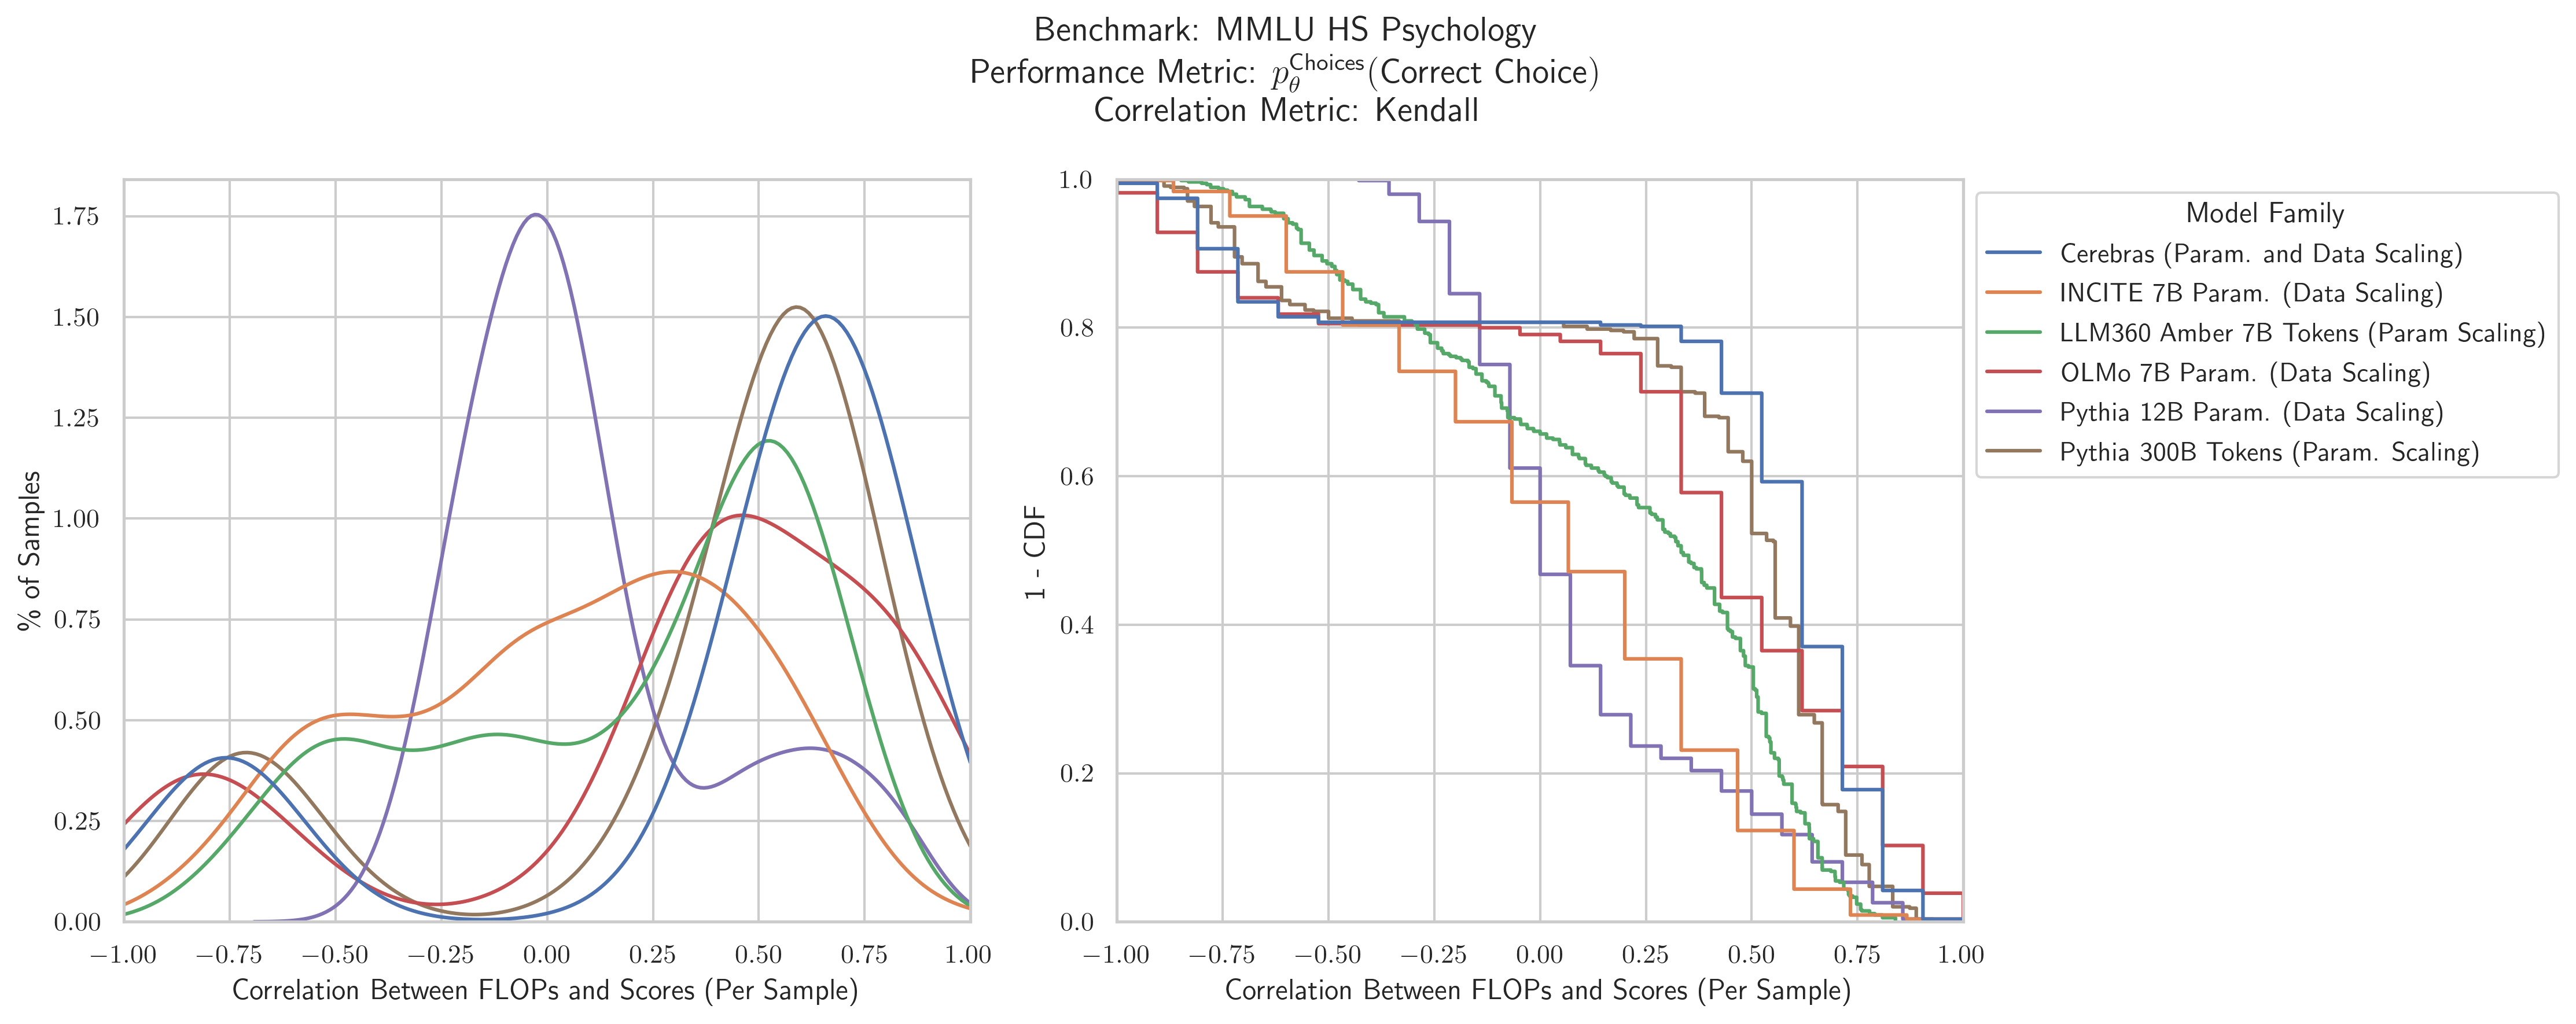 Benchmark: MMLU HS Psychology
Performance Metric: $p_{\theta}^{\text{Choices}}$(Correct Choice)
Correlation Metric: Kendall
% of Samples
1.75
1.50
1.25
1.00
0.75
0.50
0.25
0.00
−1.00 −0.75 −0.50 −0.25 0.00 0.25 0.50 0.75 1.00
Correlation Between FLOPs and Scores (Per Sample)
1 - CDF
1.0
0.8
0.6
0.4
0.2
0.0
−1.00 −0.75 −0.50 −0.25 0.00 0.25 0.50 0.75 1.00
Correlation Between FLOPs and Scores (Per Sample)
Model Family
Cerebras (Param. and Data Scaling)
INCITE 7B Param. (Data Scaling)
LLM360 Amber 7B Tokens (Param Scaling)
OLMo 7B Param. (Data Scaling)
Pythia 12B Param. (Data Scaling)
Pythia 300B Tokens (Param. Scaling)